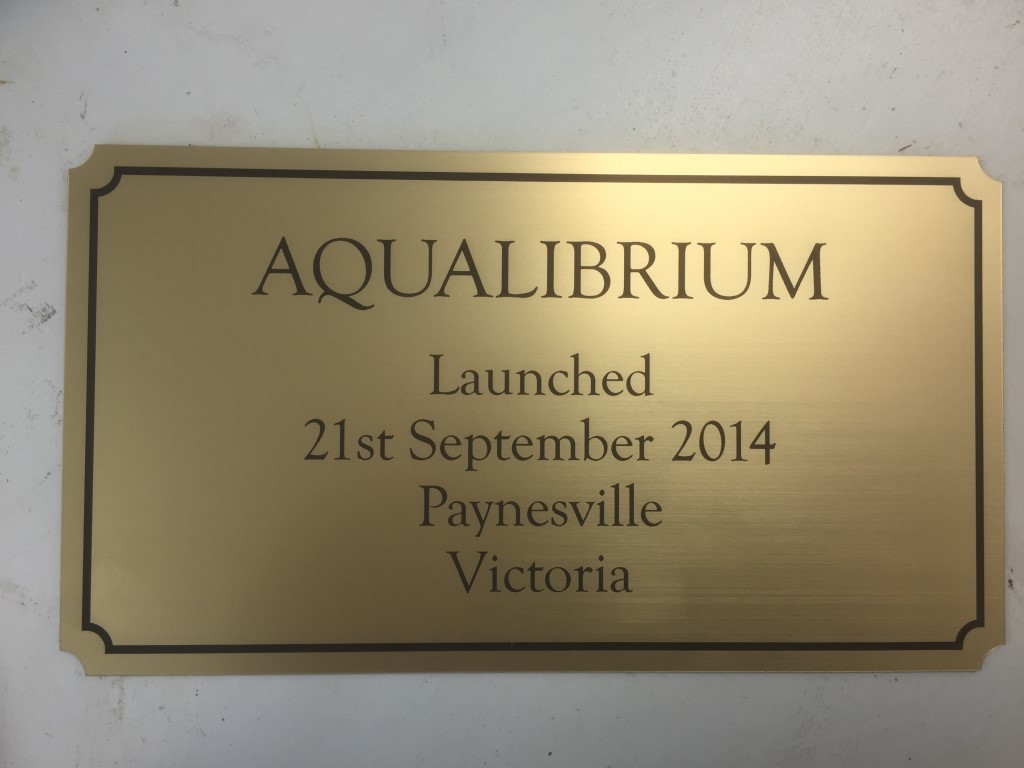 AQUALIBRIUM
Launched
21st September 2014
Paynesville
Victoria